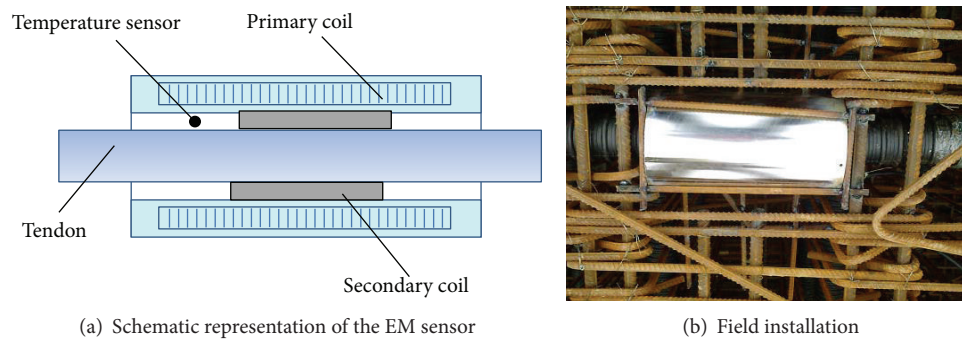 Temperature sensor
Primary coil
Tendon
Secondary coil
(a) Schematic representation of the EM sensor
(b) Field installation